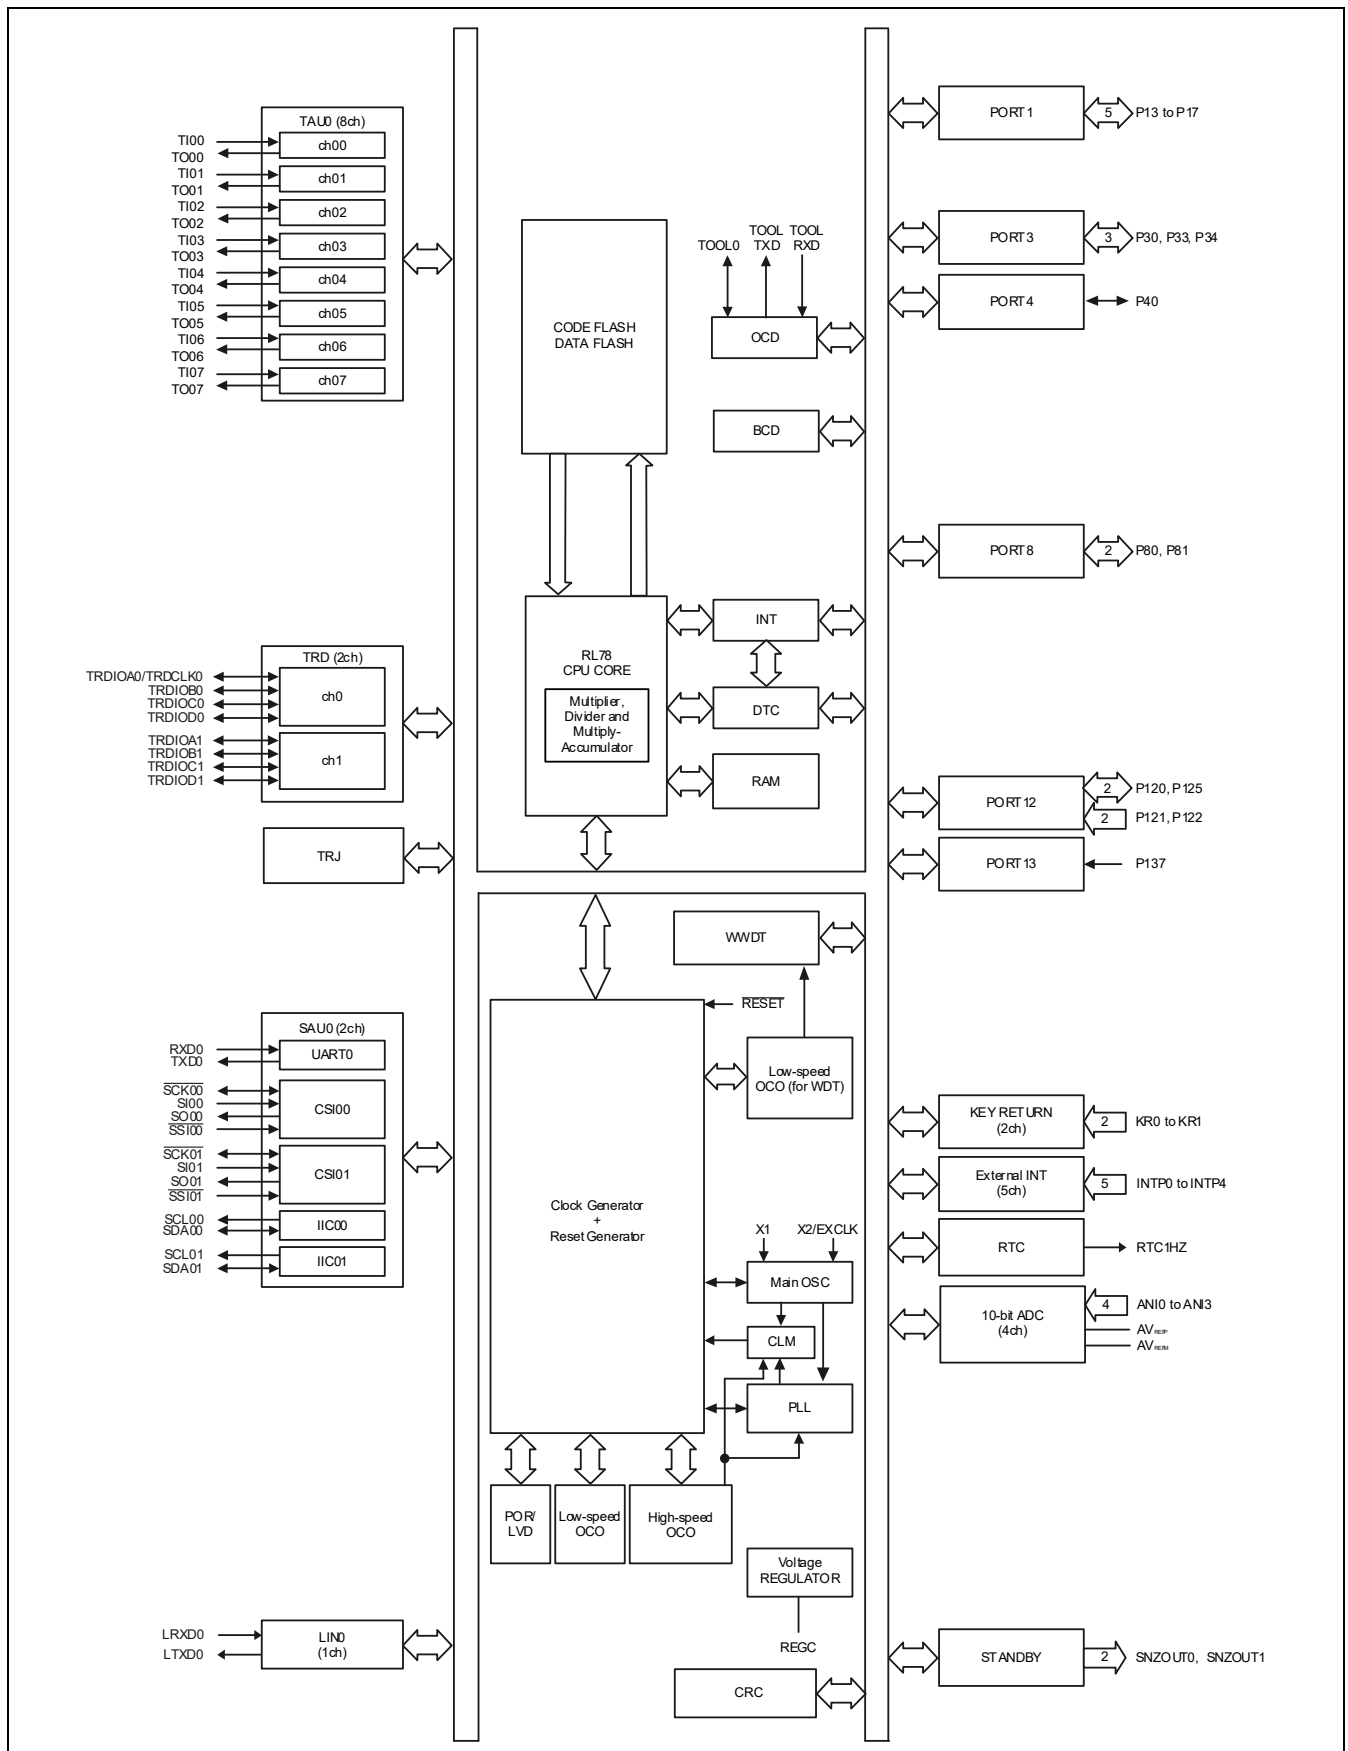 TAU0 (8ch)
TI00
TO00
ch00
TI01
TO01
ch01
TI02
TO02
ch02
TI03
TO03
ch03
TI04
TO04
ch04
TI05
TO05
ch05
TI06
TO06
ch06
TI07
TO07
ch07
TRD (2ch)
TRDIOA0/TRDCLK0
TRDIOB0
TRDIOC0
TRDIOD0
ch0
TRDIOA1
TRDIOB1
TRDIOC1
TRDIOD1
ch1
TRJ
SAU0 (2ch)
RXD0
TXD0
UART0
SCK00
SI00
SO00
SSI00
CSI00
SCK01
SI01
SO01
SSI01
CSI01
SCL00
SDA00
IIC00
SCL01
SDA01
IIC01
LRXD0
LTXD0
LIN0
(1ch)
CODE FLASH
DATA FLASH
TOOL0
TOOL
TXD
TOOL
RXD
OCD
BCD
RL78
CPU CORE
Multiplier,
Divider and
Multiply-
Accumulator
INT
DTC
RAM
WWDT
RESET
Low-speed
OCO (for WDT)
Clock Generator
+
Reset Generator
X1
X2/EXCLK
Main OSC
CLM
PLL
POR/
LVD
Low-speed
OCO
High-speed
OCO
Voltage
REGULATOR
REGC
CRC
PORT 1
5
P13 to P17
PORT 3
3
P30, P33, P34
PORT 4
P40
PORT 8
2
P80, P81
PORT 12
2
P120, P125
2
P121, P122
PORT 13
P137
KEY RETURN
(2ch)
2
KR0 to KR1
External INT
(5ch)
5
INTP0 to INTP4
RTC
RTC1HZ
10-bit ADC
(4ch)
4
ANI0 to ANI3
AVREFP
AVREFM
STANDBY
2
SNZOUT0, SNZOUT1